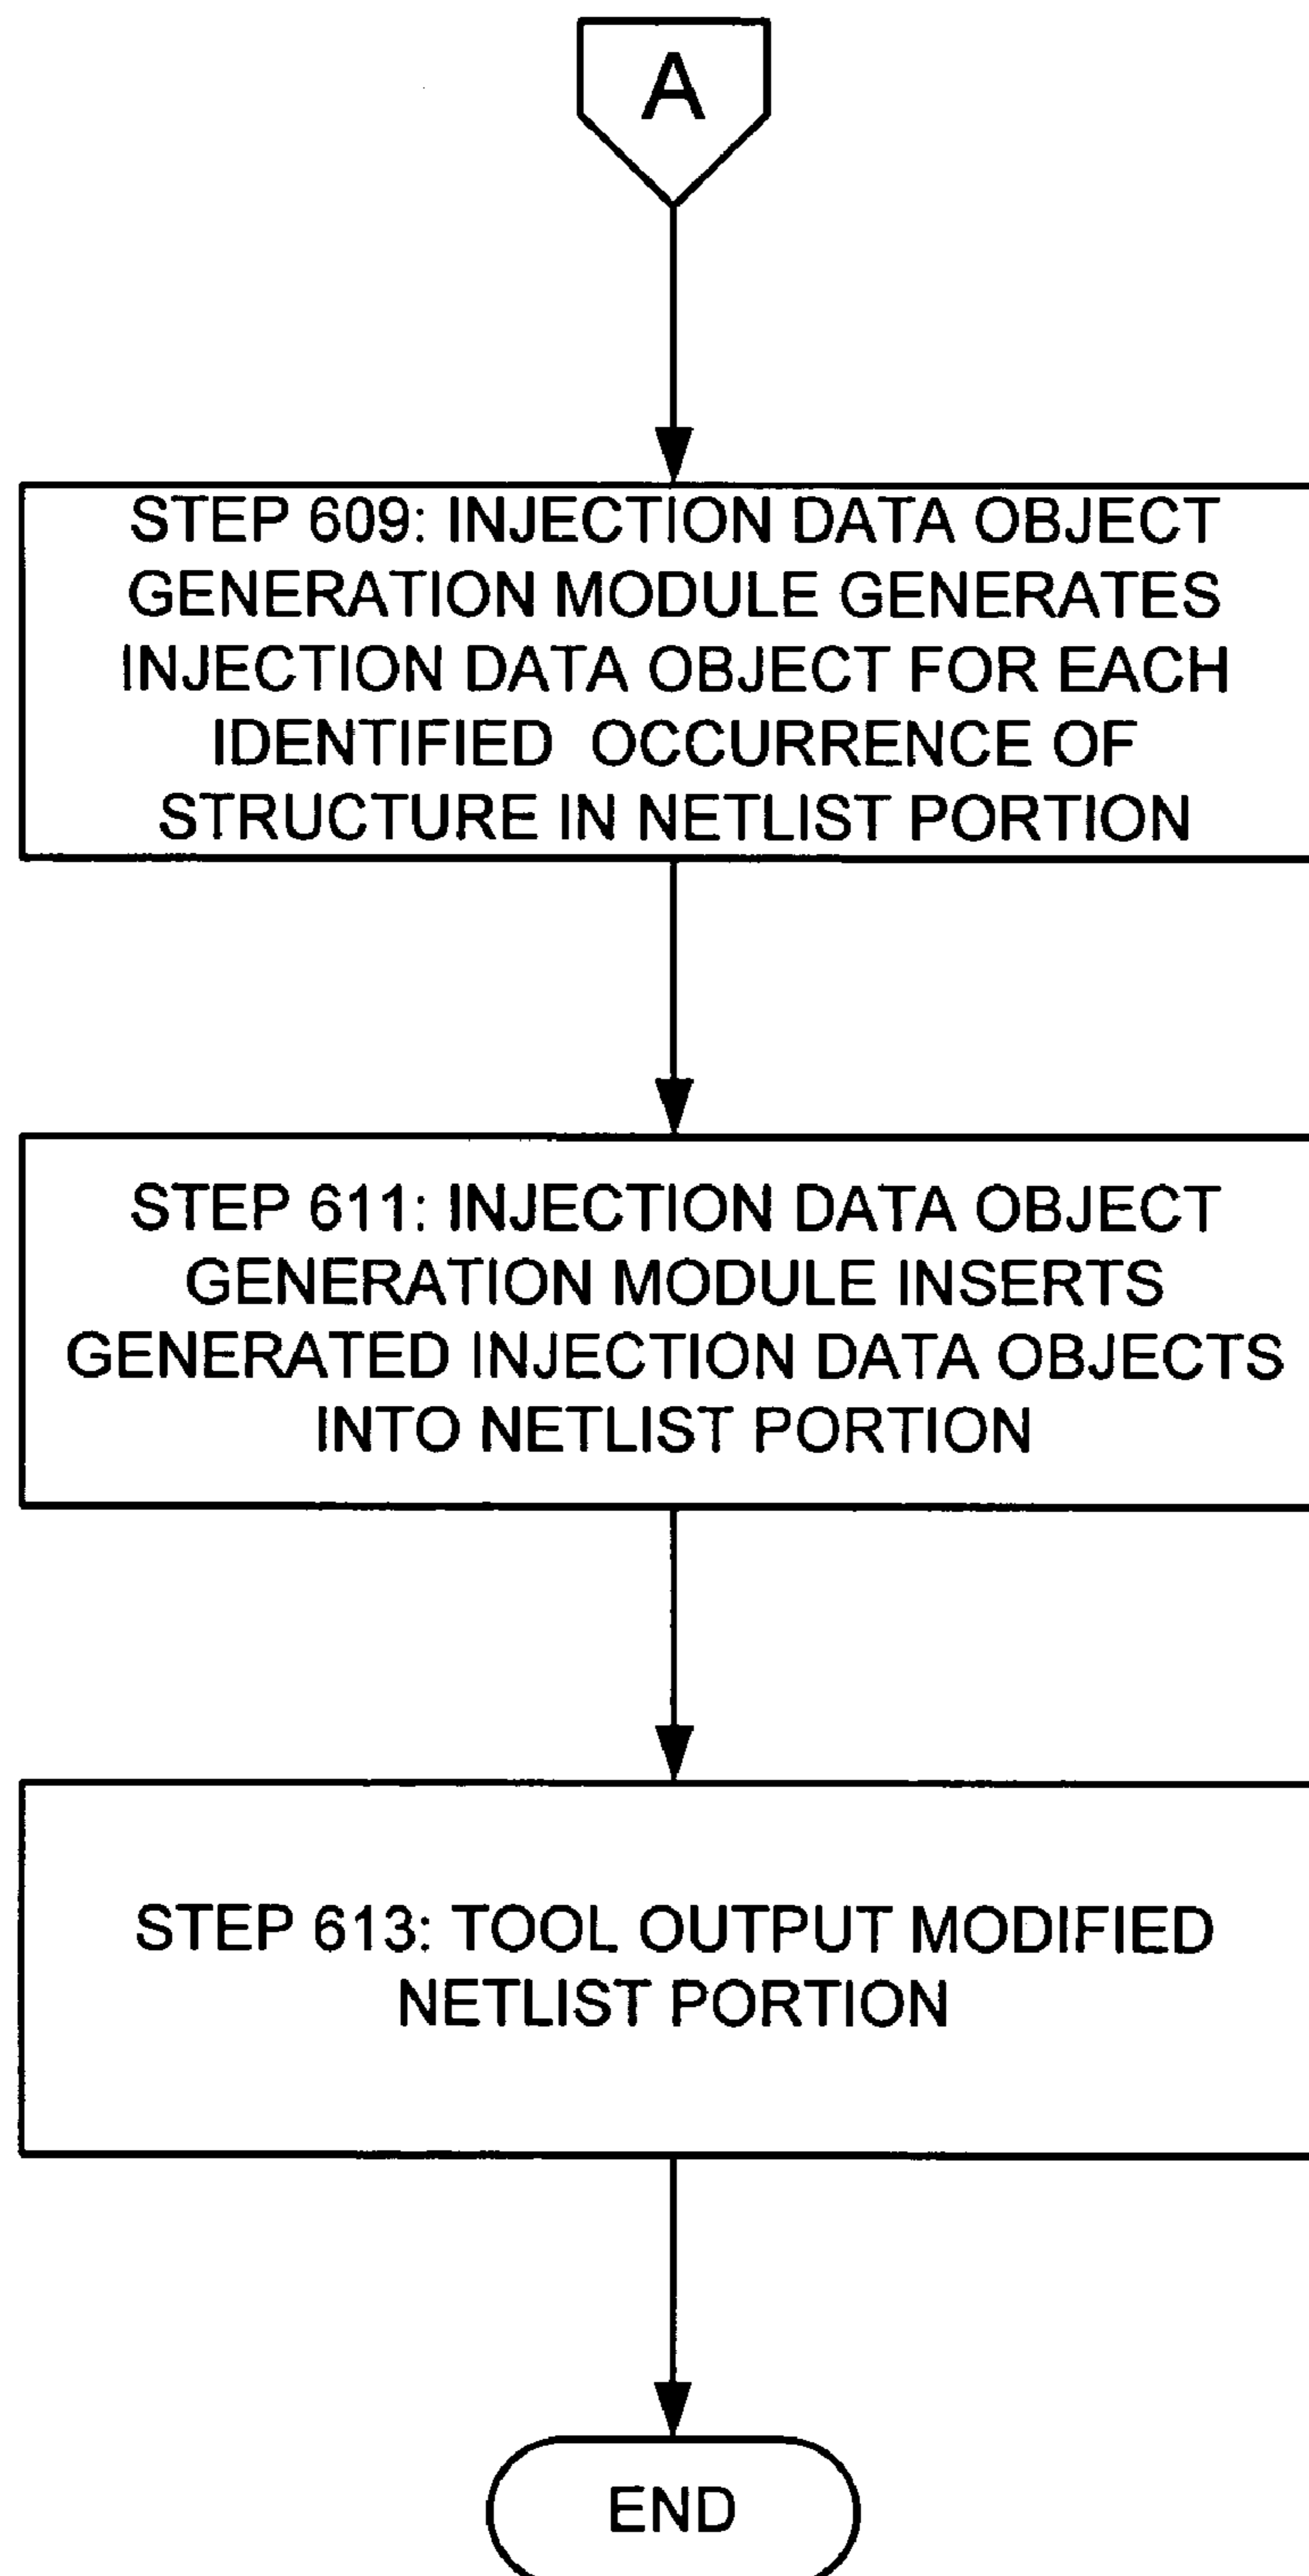 A
STEP 609: INJECTION DATA OBJECT
GENERATION MODULE GENERATES
INJECTION DATA OBJECT FOR EACH
IDENTIFIED OCCURRENCE OF
STRUCTURE IN NETLIST PORTION
STEP 611: INJECTION DATA OBJECT
GENERATION MODULE INSERTS
GENERATED INJECTION DATA OBJECTS
INTO NETLIST PORTION
STEP 613: TOOL OUTPUT MODIFIED
NETLIST PORTION
END